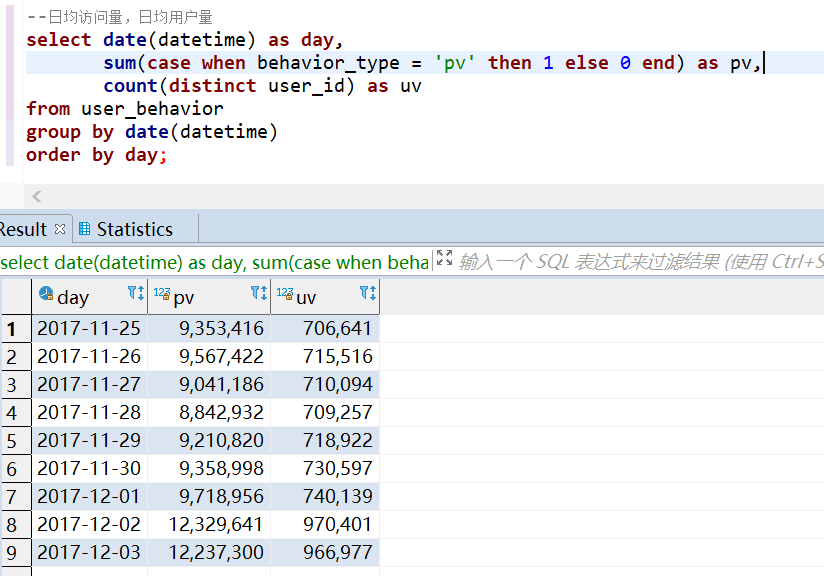 --日均访问量，日均用户量
select date(datetime) as day,
sum(case when behavior_type = 'pv' then 1 else 0 end) as pv,
count(distinct user_id) as uv
from user_behavior
group by date(datetime)
order by day;
Result Statistics
select date(datetime) as day, sum(case when beha 输入一个 SQL 表达式来过滤结果 (使用 Ctrl+S
day 123 pv 123 uv
1 2017-11-25 9,353,416 706,641
2 2017-11-26 9,567,422 715,516
3 2017-11-27 9,041,186 710,094
4 2017-11-28 8,842,932 709,257
5 2017-11-29 9,210,820 718,922
6 2017-11-30 9,358,998 730,597
7 2017-12-01 9,718,956 740,139
8 2017-12-02 12,329,641 970,401
9 2017-12-03 12,237,300 966,977